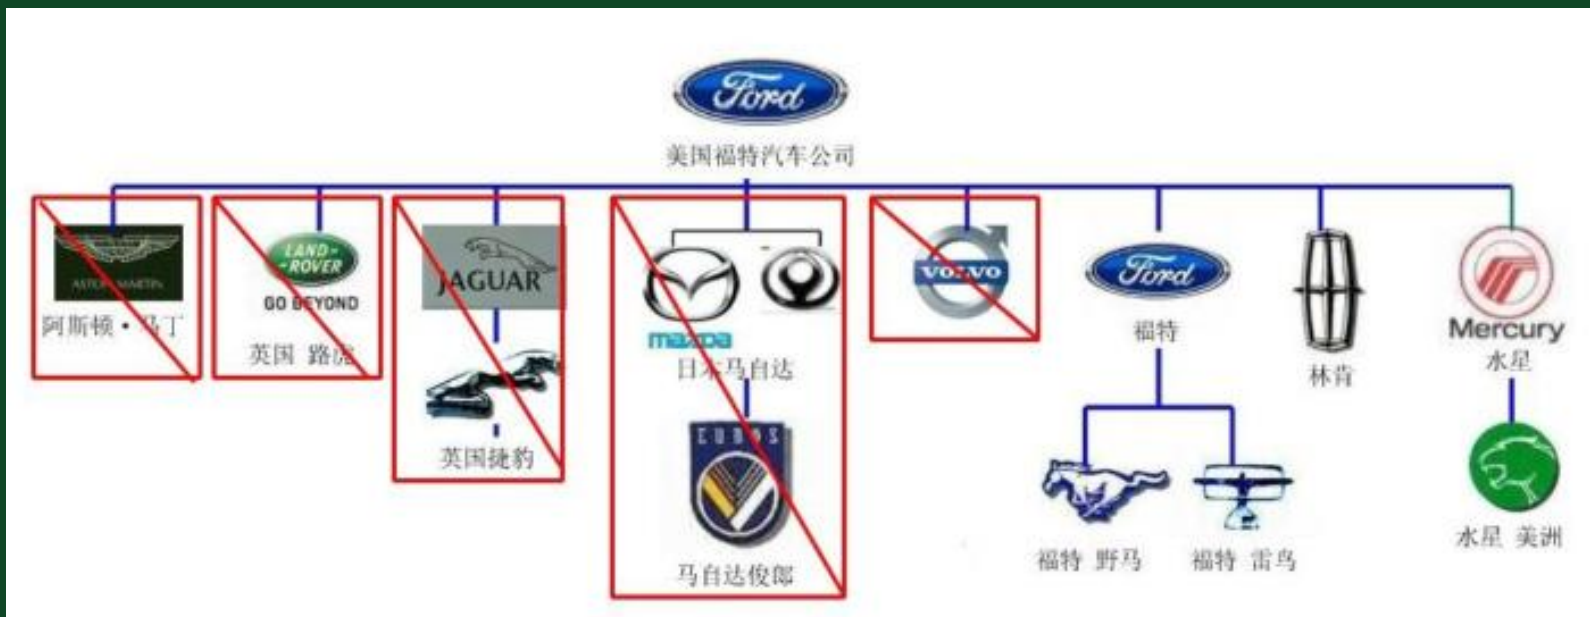 Ford
美国福特汽车公司
ASTON MARTIN
阿斯顿·马丁
LAND-
-ROVER
GO BEYOND
英国 路虎
JAGUAR
英国捷豹
mazda
日本马自达
EUNOS
马自达俊郎
VOLVO
Ford
福特
福特 野马
福特 雷鸟
林肯
Mercury
水星
水星 美洲